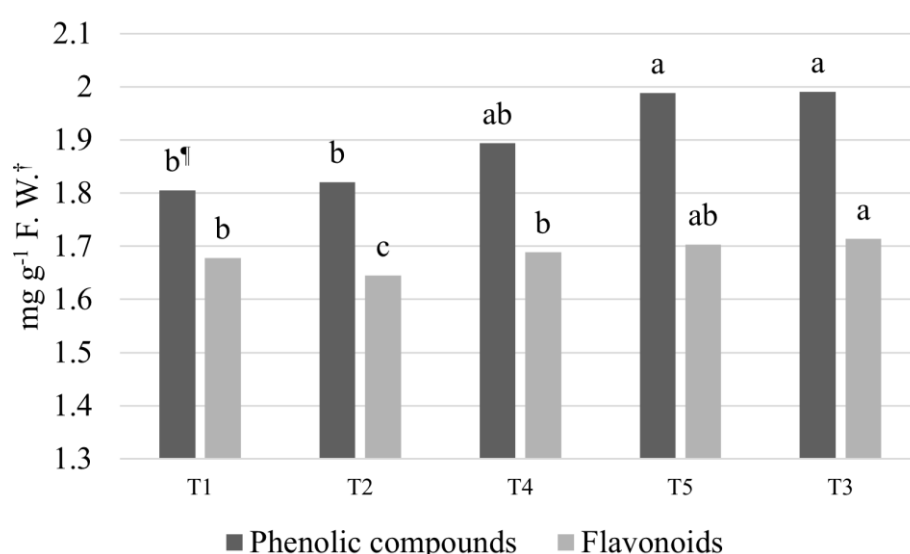 2.1
2
1.9
1.8
1.7
1.6
1.5
1.4
1.3
mg g⁻¹ F. W.†
b¶
b
b
c
ab
b
a
ab
a
a
T1
T2
T4
T5
T3
Phenolic compounds
Flavonoids